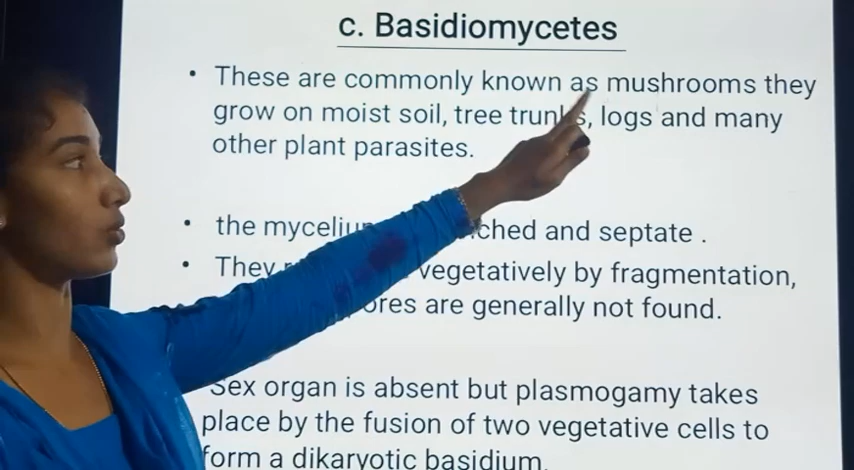 c. Basidiomycetes
• These are commonly known as mushrooms they
grow on moist soil, tree trunks, logs and many
other plant parasites.
• the mycelium ched and septate .
• They vegetatively by fragmentation,
ores are generally not found.
Sex organ is absent but plasmogamy takes
place by the fusion of two vegetative cells to
form a dikaryotic basidium.